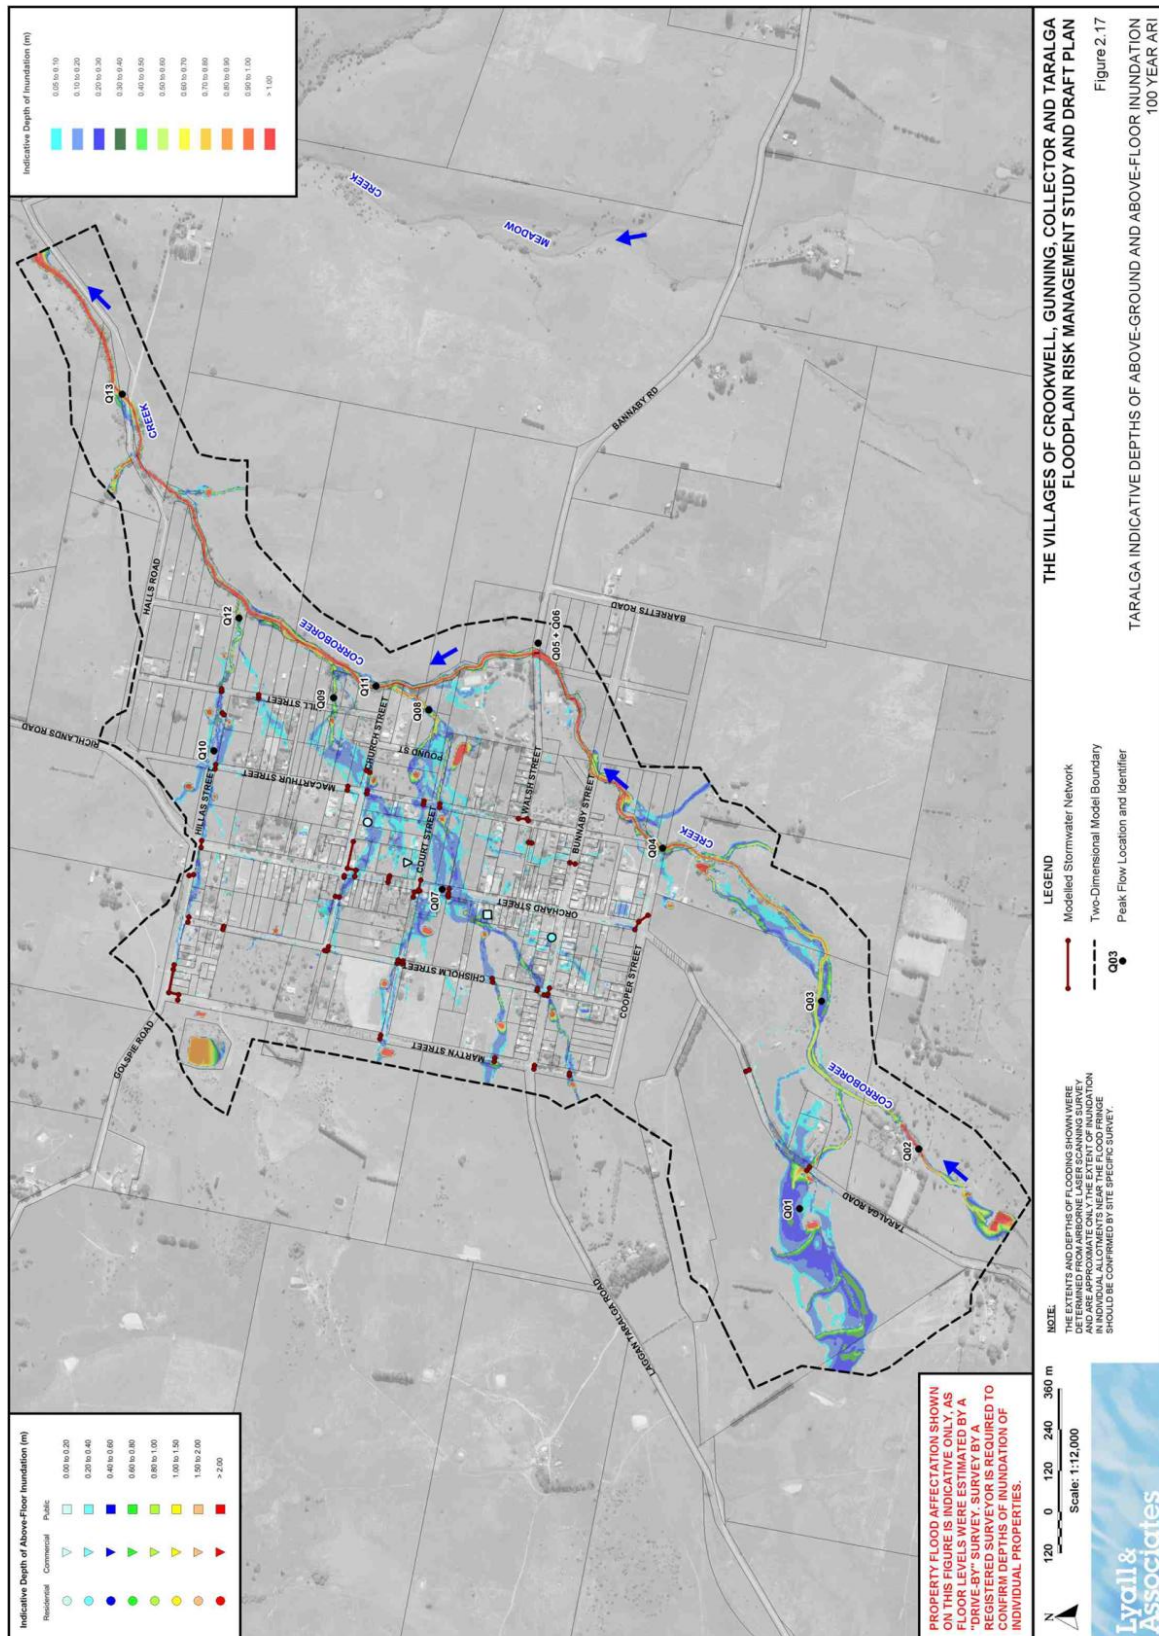 Indicative Depth of Above-Floor Inundation (m)
Residential Commercial Public
0.00 to 0.20
0.20 to 0.40
0.40 to 0.60
0.60 to 0.80
0.80 to 1.00
1.00 to 1.50
1.50 to 2.00
> 2.00
Indicative Depth of Inundation (m)
0.05 to 0.10
0.10 to 0.20
0.20 to 0.30
0.30 to 0.40
0.40 to 0.50
0.50 to 0.60
0.60 to 0.70
0.70 to 0.80
0.80 to 0.90
0.90 to 1.00
> 1.00
GOLSPIE ROAD
RICHLANDS ROAD
HALLS ROAD
HILLAS STREET
Q10
Q12
Q13
CREEK
CREEK
MEADOW
MACARTHUR STREET
Q09
CHURCH STREET
Q11
CORROBOREE
POUND ST
Q08
COURT STREET
Q07
ORCHARD STREET
CHISHOLM STREET
MARTYN STREET
WALSH STREET
BUNNABY STREET
Q05 + Q06
BARRETTS ROAD
BANNABY RD
COOPER STREET
Q04
CREEK
LAGGAN TARALGA ROAD
Q01
Q03
CORROBOREE
TARALGA ROAD
Q02
PROPERTY FLOOD AFFECTATION SHOWN
ON THIS FIGURE IS INDICATIVE ONLY, AS
FLOOR LEVELS WERE ESTIMATED BY A
"DRIVE-BY" SURVEY. SURVEY BY A
REGISTERED SURVEYOR IS REQUIRED TO
CONFIRM DEPTHS OF INUNDATION OF
INDIVIDUAL PROPERTIES.
N
120 0 120 240 360 m
Scale: 1:12,000
Lyall &
Associates
NOTE:
THE EXTENTS AND DEPTHS OF FLOODING SHOWN WERE
DETERMINED FROM AIRBORNE LASER SCANNING SURVEY
AND ARE APPROXIMATE ONLY. THE EXTENT OF INUNDATION
IN INDIVIDUAL ALLOTMENTS NEAR THE FLOOD FRINGE
SHOULD BE CONFIRMED BY SITE SPECIFIC SURVEY.
LEGEND
Modelled Stormwater Network
Two-Dimensional Model Boundary
Q03 Peak Flow Location and Identifier
THE VILLAGES OF CROOKWELL, GUNNING, COLLECTOR AND TARALGA
FLOODPLAIN RISK MANAGEMENT STUDY AND DRAFT PLAN
Figure 2.17
TARALGA INDICATIVE DEPTHS OF ABOVE-GROUND AND ABOVE-FLOOR INUNDATION
100 YEAR ARI